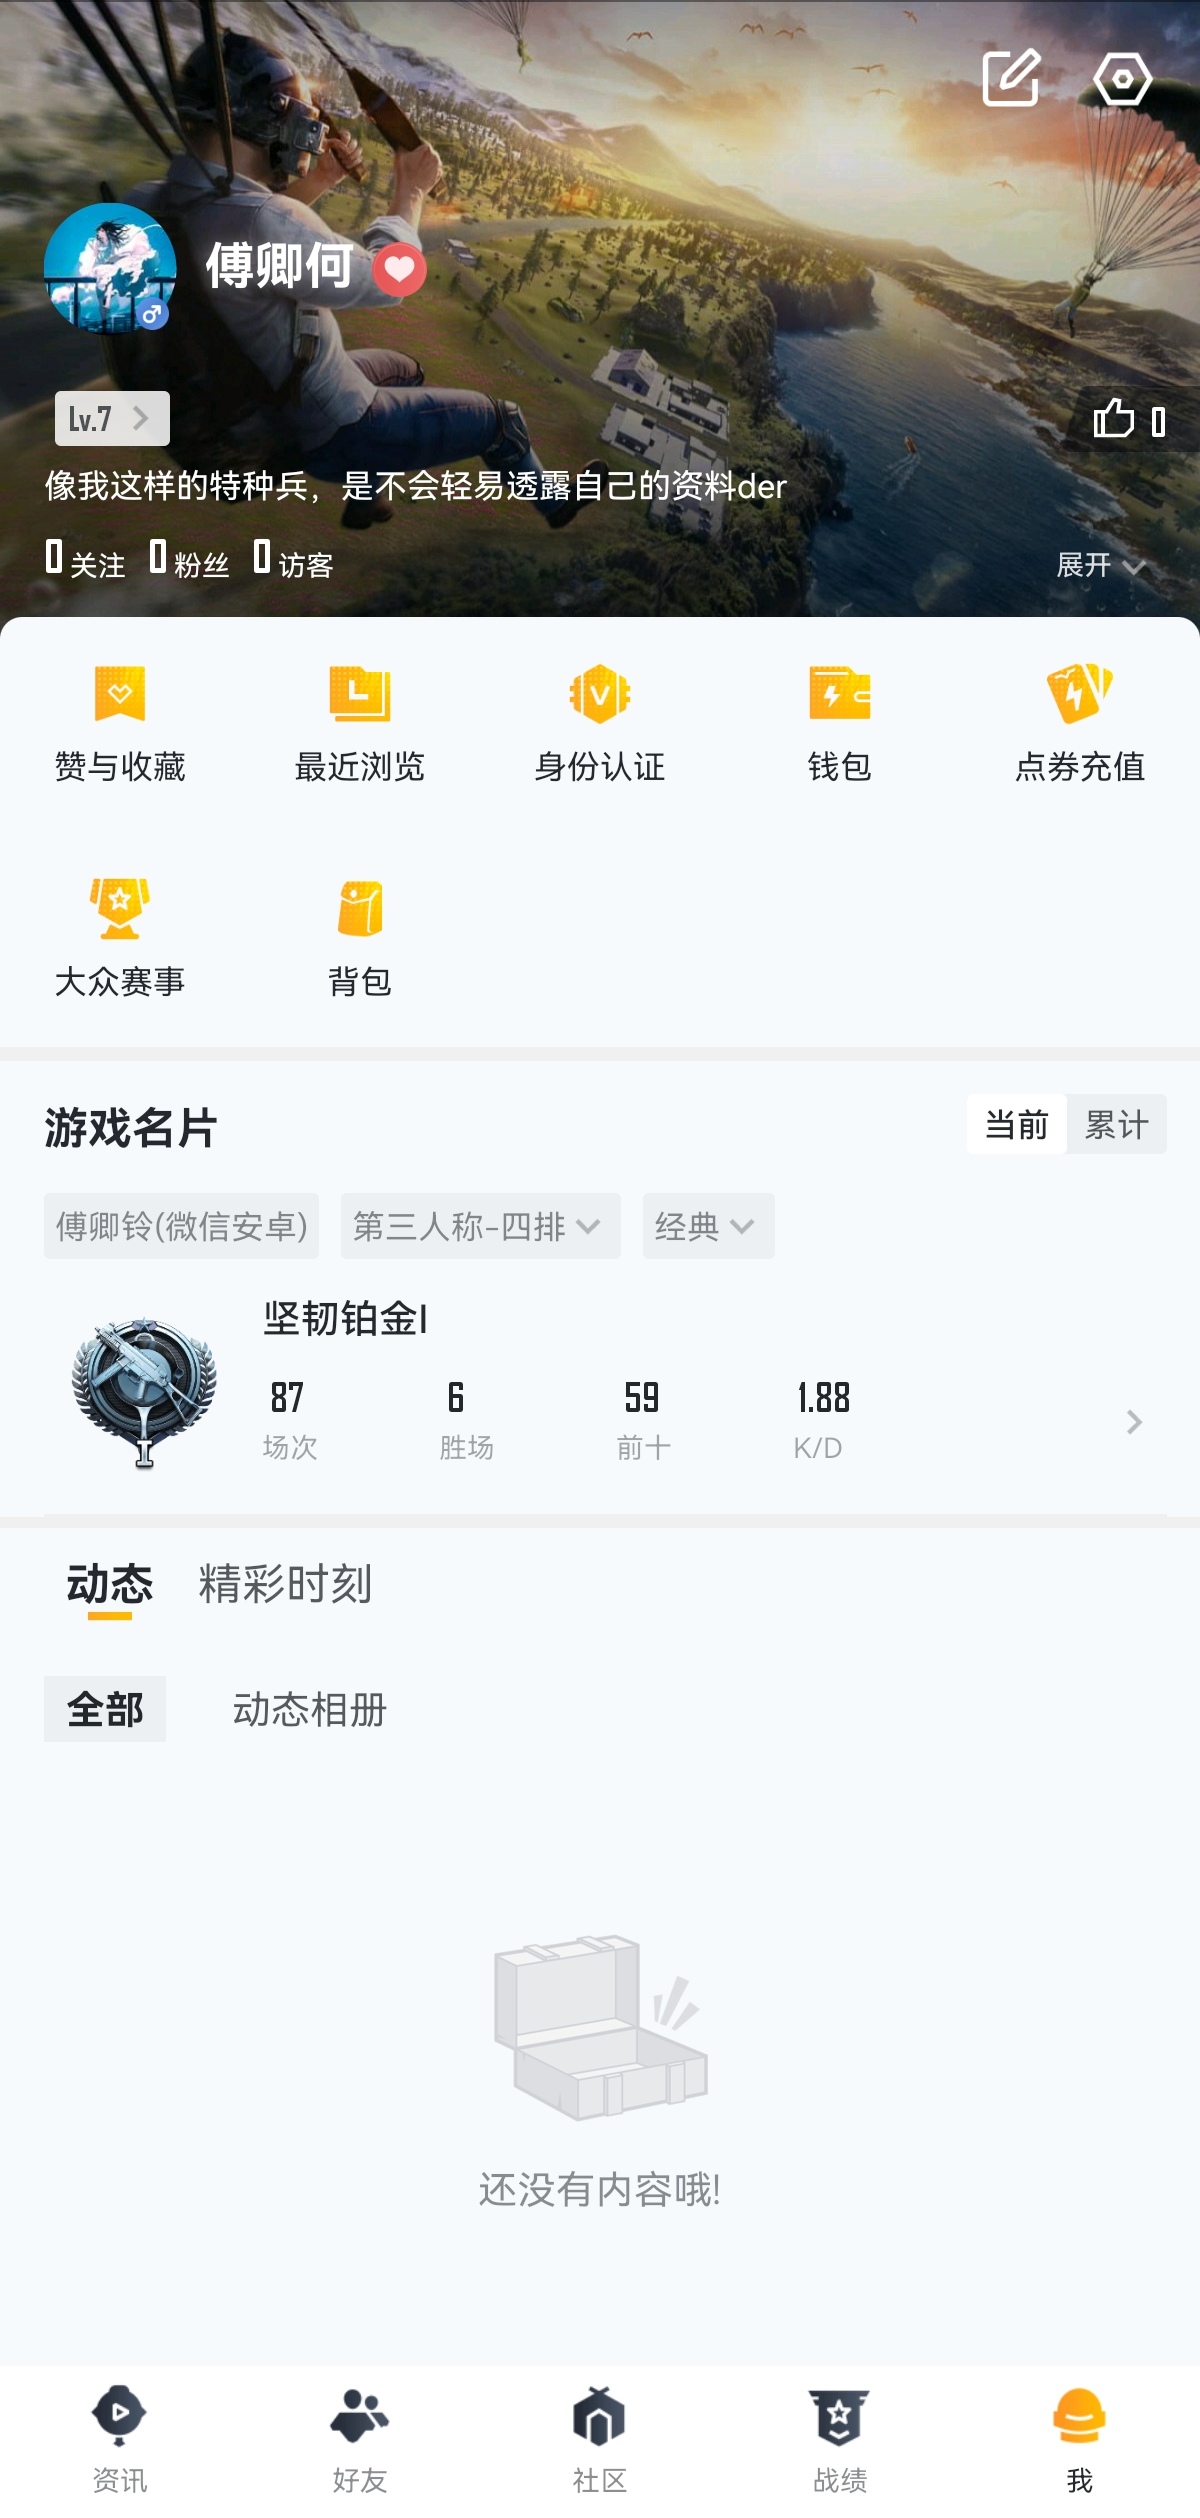 傅卿何
Lv.7
0
像我这样的特种兵，是不会轻易透露自己的资料der
0 关注 0 粉丝 0 访客
展开
赞与收藏 最近浏览 身份认证 钱包 点券充值
大众赛事 背包
游戏名片
当前 累计
傅卿铃(微信安卓) 第三人称-四排 经典
坚韧铂金I
87 6 59 1.88
场次 胜场 前十 K/D
I
动态 精彩时刻
全部 动态相册
还没有内容哦!
资讯 好友 社区 战绩 我